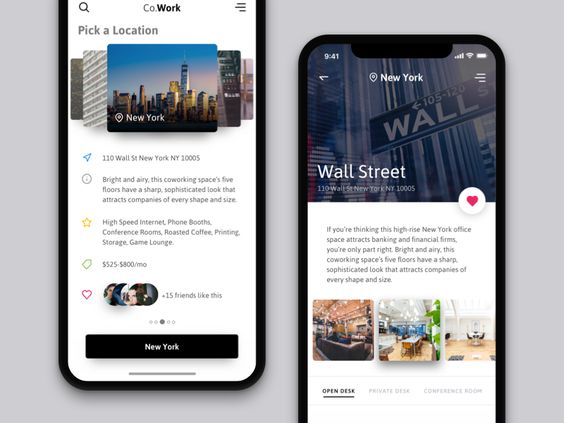 Co.Work
Pick a Location
New York
110 Wall St New York NY 10005
Bright and airy, this coworking space's five
floors have a sharp, sophisticated look that
attracts companies of every shape and size.
High Speed Internet, Phone Booths,
Conference Rooms, Roasted Coffee, Printing,
Storage, Game Lounge.
$525-$800/mo
+15 friends like this
New York
9:41
New York
105-120
WALL S
Wall Street
110 Wall St New York NY 10005
If you're thinking this high-rise New York office
space attracts banking and financial firms,
you're only part right. Bright and airy, this
coworking space's five floors have a sharp,
sophisticated look that attracts companies of
every shape and size.
OPEN DESK
PRIVATE DESK
CONFERENCE ROOM